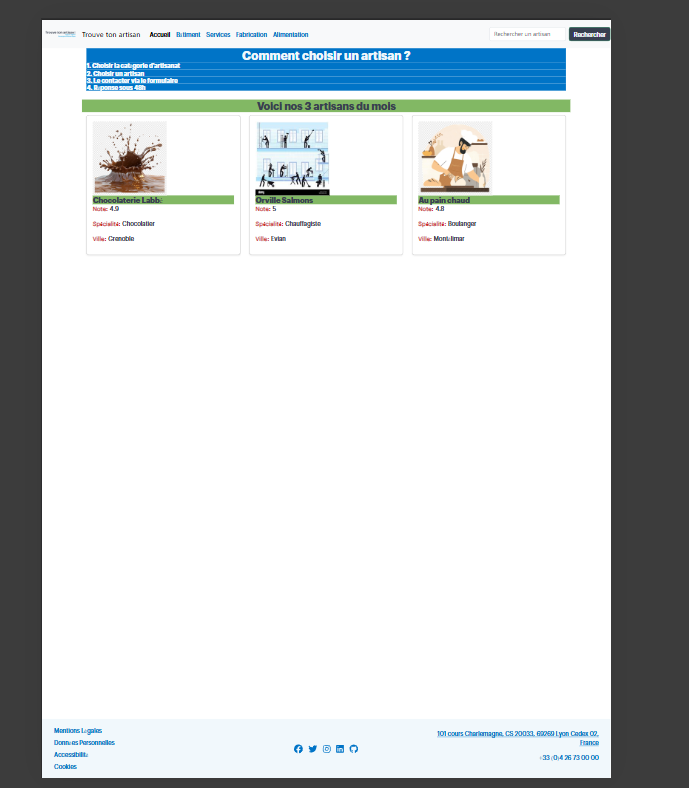 Trouve ton artisan
Accueil Bâtiment Services Fabrication Alimentation
Rechercher un artisan Rechercher
Comment choisir un artisan ?
1. Choisir la catégorie d'artisanat
2. Choisir un artisan
3. Le contacter via le formulaire
4. Réponse sous 48h
Voici nos 3 artisans du mois
Chocolaterie Labbé
Note: 4.9
Spécialité: Chocolatier
Ville: Grenoble
Orville Salmons
Note: 5
Spécialité: Chauffagiste
Ville: Evian
Au pain chaud
Note: 4.8
Spécialité: Boulanger
Ville: Montélimar
Mentions Légales
Données Personnelles
Accessibilité
Cookies
101 cours Charlemagne, CS 20033, 69269 Lyon Cedex 02,
France
+33 (0)4 26 73 00 00